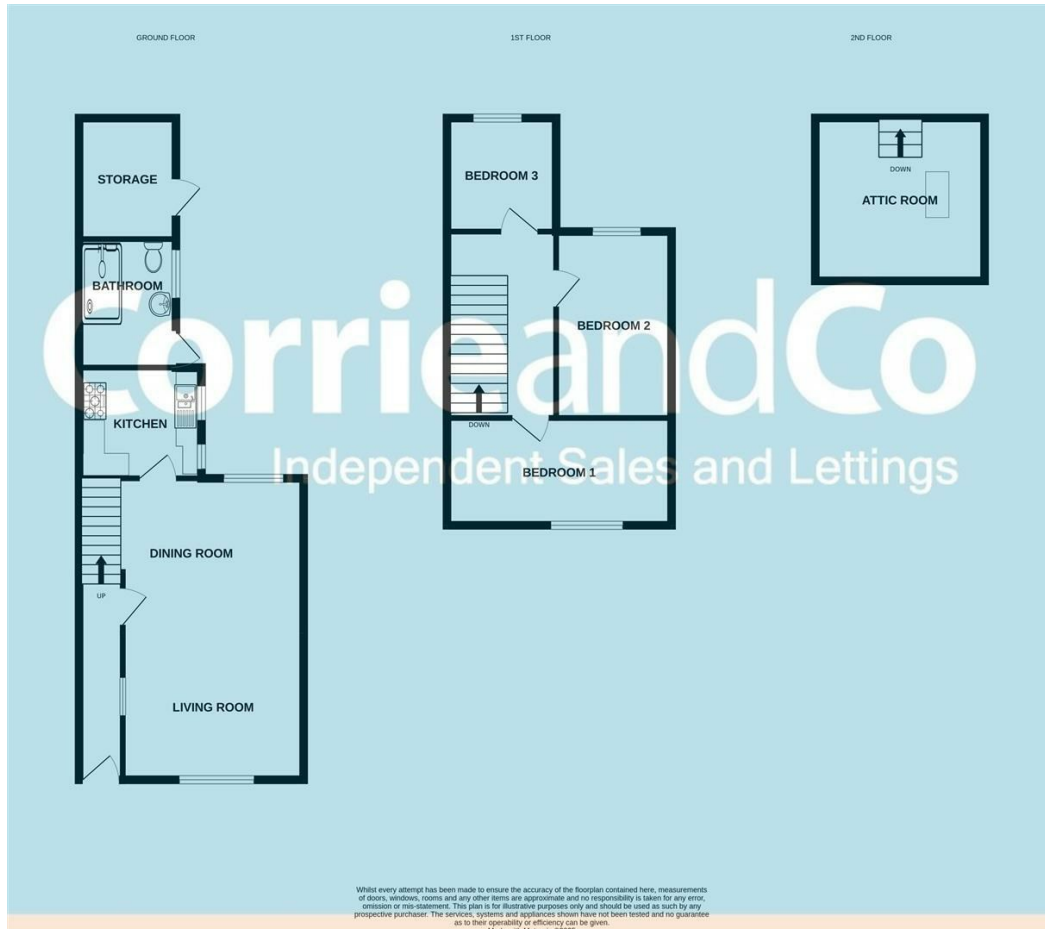 GROUND FLOOR
1ST FLOOR
2ND FLOOR
STORAGE
BATHROOM
KITCHEN
DINING ROOM
UP
LIVING ROOM
BEDROOM 3
BEDROOM 2
DOWN
BEDROOM 1
DOWN
ATTIC ROOM
CorrieandCo
Independent Sales and Lettings
Whilst every attempt has been made to ensure the accuracy of the floorplan contained here, measurements
of doors, windows, rooms and any other items are approximate and no responsibility is taken for any error,
omission or mis-statement. This plan is for illustrative purposes only and should be used as such by any
prospective purchaser. The services, systems and appliances shown have not been tested and no guarantee
as to their operability or efficiency can be given.